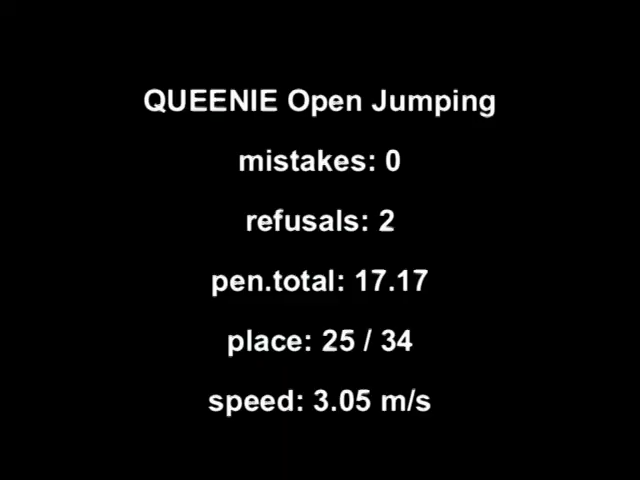 QUEENIE Open Jumping
mistakes: 0
refusals: 2
pen.total: 17.17
place: 25 / 34
speed: 3.05 m/s